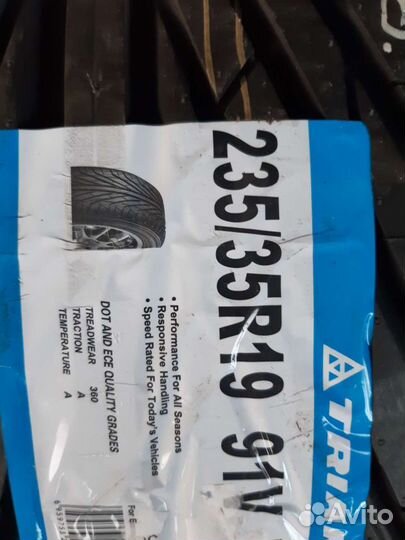 235/35R19 91V
TRIAN
• Performance For All Seasons
• Responsive Handling
• Speed Rated For Today's Vehicles
DOT AND ECE QUALITY GRADES
TREADWEAR 360
TRACTION A
TEMPERATURE A
For E
Avito